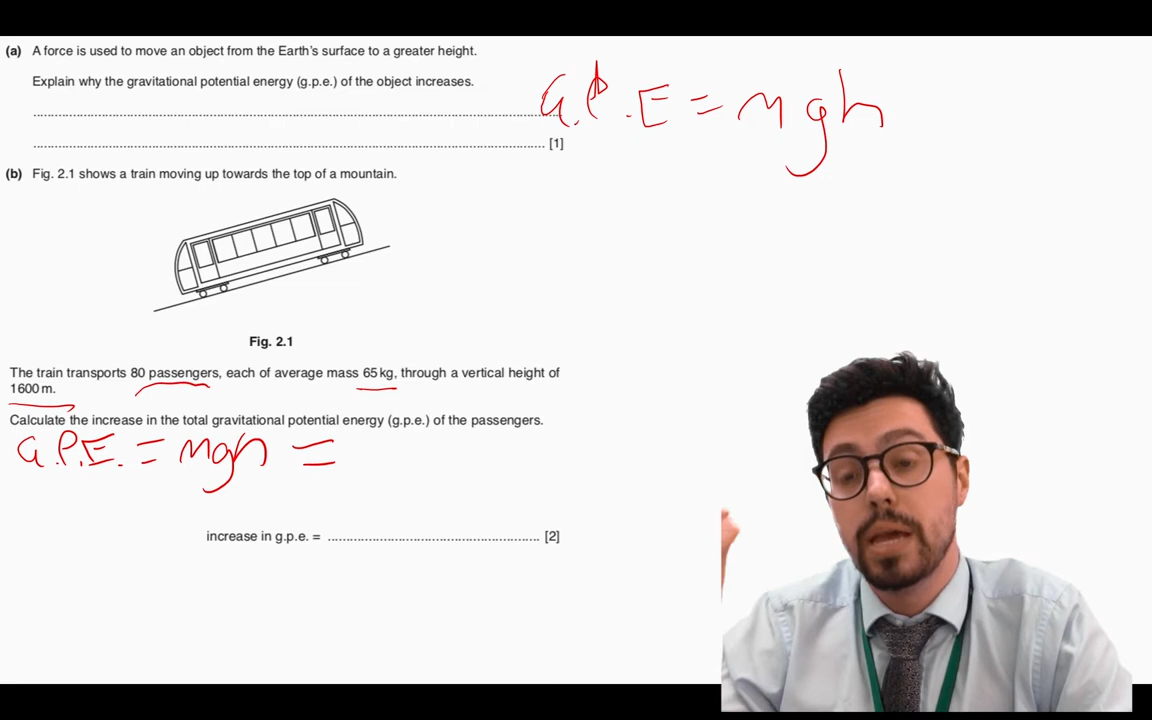 (a) A force is used to move an object from the Earth's surface to a greater height.
Explain why the gravitational potential energy (g.p.e.) of the object increases.
G.P.E = mgh
[1]
(b) Fig. 2.1 shows a train moving up towards the top of a mountain.
Fig. 2.1
The train transports 80 passengers, each of average mass 65 kg, through a vertical height of
1600 m.
Calculate the increase in the total gravitational potential energy (g.p.e.) of the passengers.
G.P.E. = mgh =
increase in g.p.e. = ........................................................ [2]